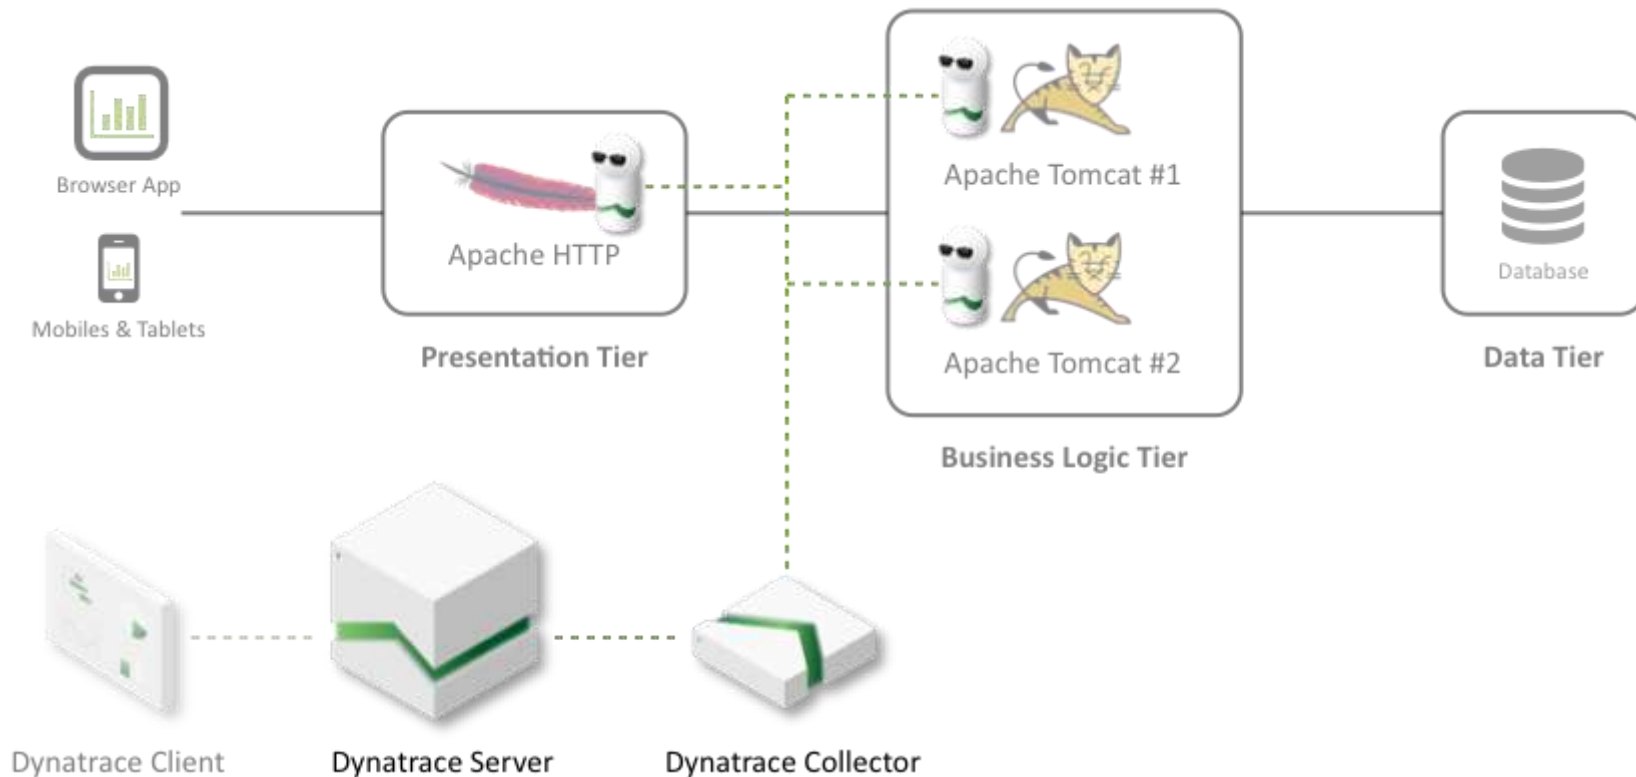 Browser App
Mobiles & Tablets
Apache HTTP
Presentation Tier
Apache Tomcat #1
Apache Tomcat #2
Business Logic Tier
Database
Data Tier
Dynatrace Client
Dynatrace Server
Dynatrace Collector